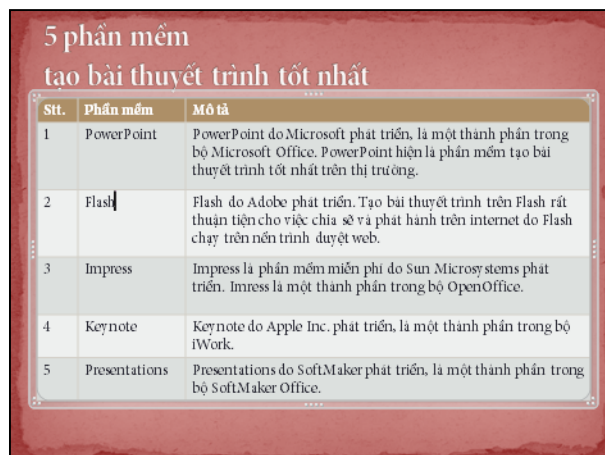 5 phần mềm
tạo bài thuyết trình tốt nhất
Stt. Phần mềm Mô tả
1 PowerPoint PowerPoint do Microsoft phát triển, là một thành phần trong
bộ Microsoft Office. PowerPoint hiện là phần mềm tạo bài
thuyết trình tốt nhất trên thị trường.
2 Flash Flash do Adobe phát triển. Tạo bài thuyết trình trên Flash rất
thuận tiện cho việc chia sẽ và phát hành trên internet do Flash
chạy trên nền trình duyệt web.
3 Impress Impress là phần mềm miễn phí do Sun Microsystems phát
triển. Imress là một thành phần trong bộ OpenOffice.
4 Keynote Keynote do Apple Inc. phát triển, là một thành phần trong bộ
iWork.
5 Presentations Presentations do SoftMaker phát triển, là một thành phần trong
bộ SoftMaker Office.